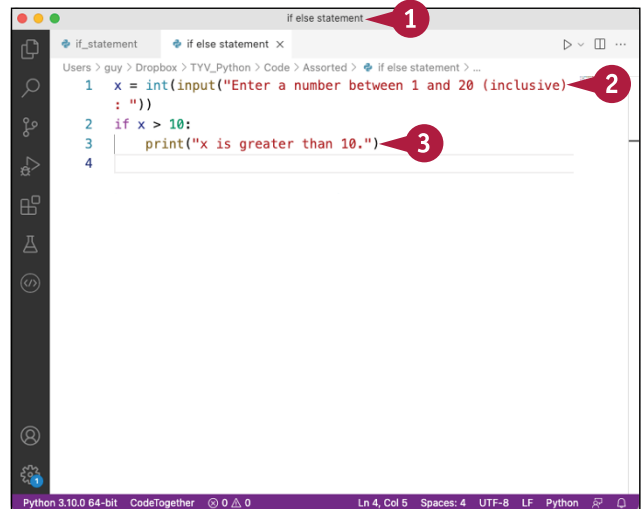 if else statement
1
if_statement
if else statement
Users > guy > Dropbox > TYV_Python > Code > Assorted > if else statement > ...
1 x = int(input("Enter a number between 1 and 20 (inclusive)
: "))
2
2 if x > 10:
3 print("x is greater than 10.")
3
4
1
Python 3.10.0 64-bit CodeTogether 0 0 Ln 4, Col 5 Spaces: 4 UTF-8 LF Python